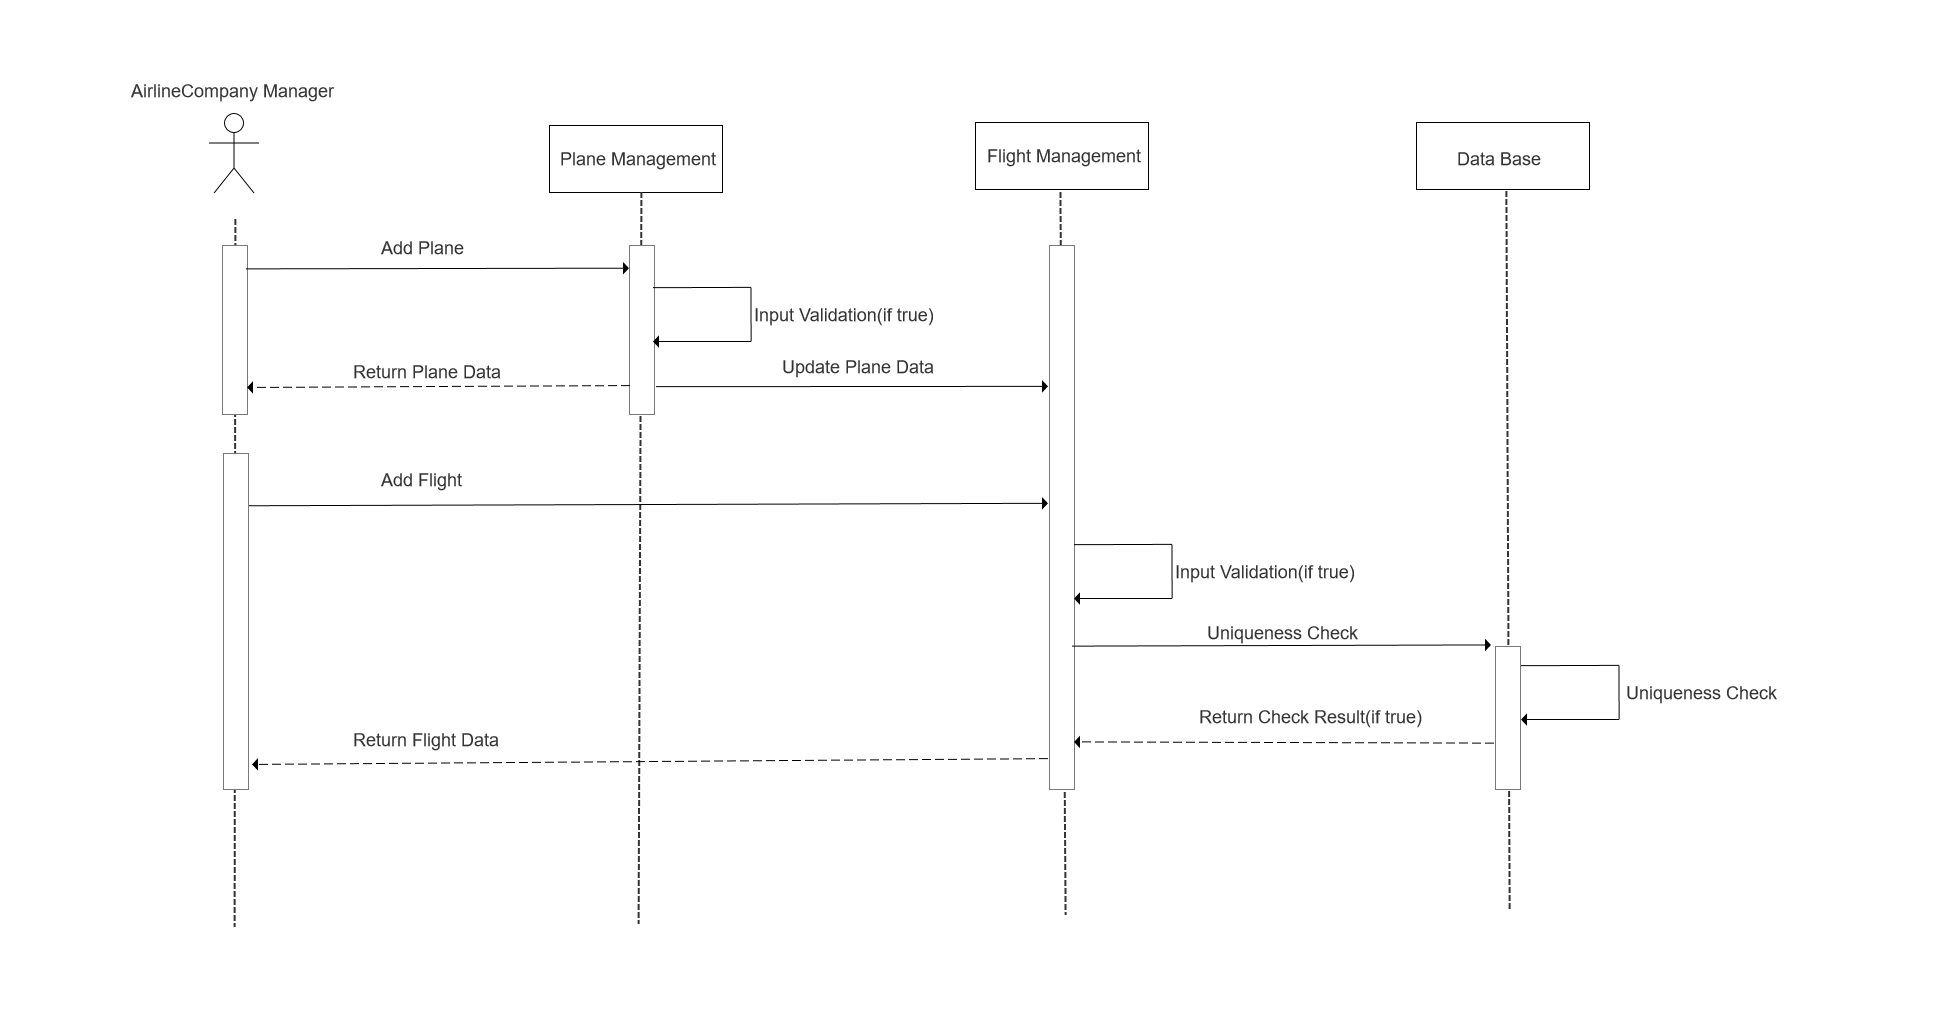 AirlineCompany Manager
Plane Management
Flight Management
Data Base
Add Plane
Input Validation(if true)
Return Plane Data
Update Plane Data
Add Flight
Input Validation(if true)
Uniqueness Check
Uniqueness Check
Return Check Result(if true)
Return Flight Data